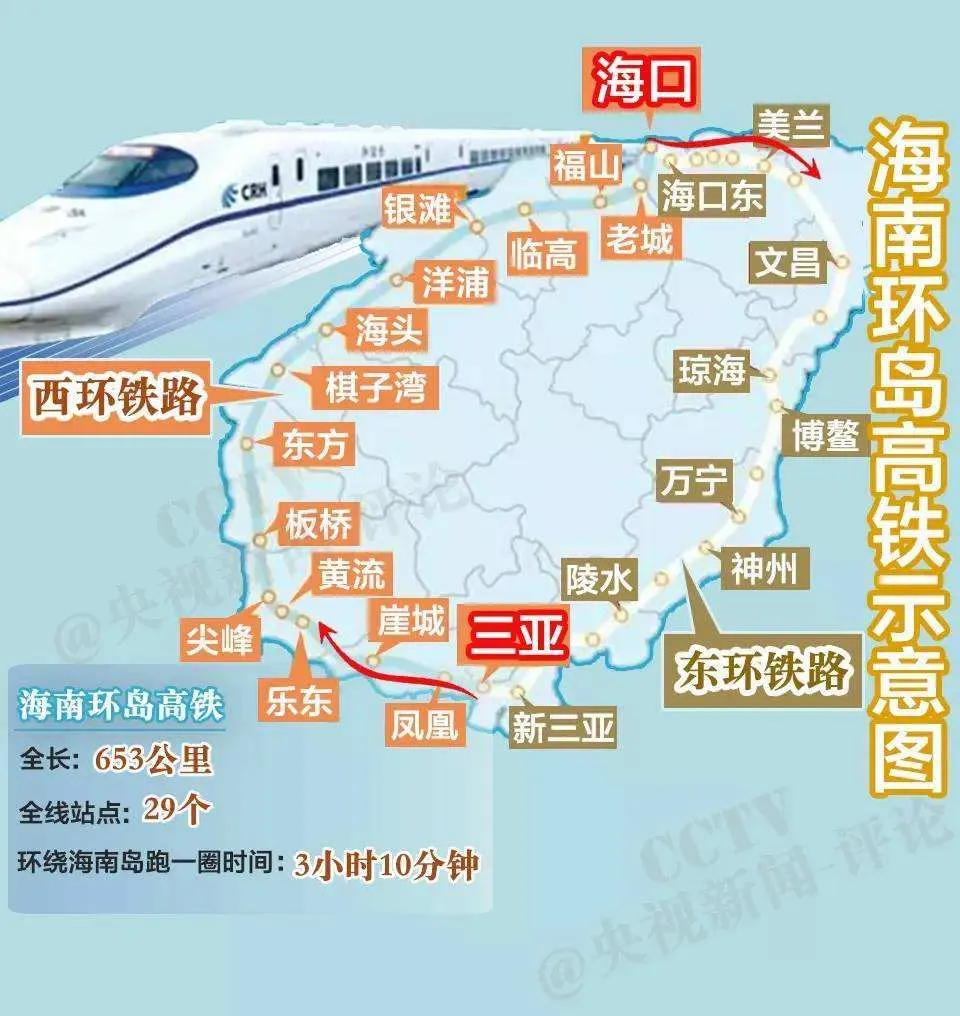 海口
美兰
海南环岛高铁示意图
CRH
福山
海口东
银滩
老城
临高
文昌
洋浦
海头
琼海
棋子湾
西环铁路
博鳌
东方
万宁
板桥
神州
黄流
陵水
崖城
三亚
尖峰
东环铁路
乐东
凤凰
新三亚
海南环岛高铁
全长：653公里
全线站点：29个
环绕海南岛跑一圈时间：3小时10分钟
CCTV
@央视新闻-评论
CCTV
@央视新闻-评论